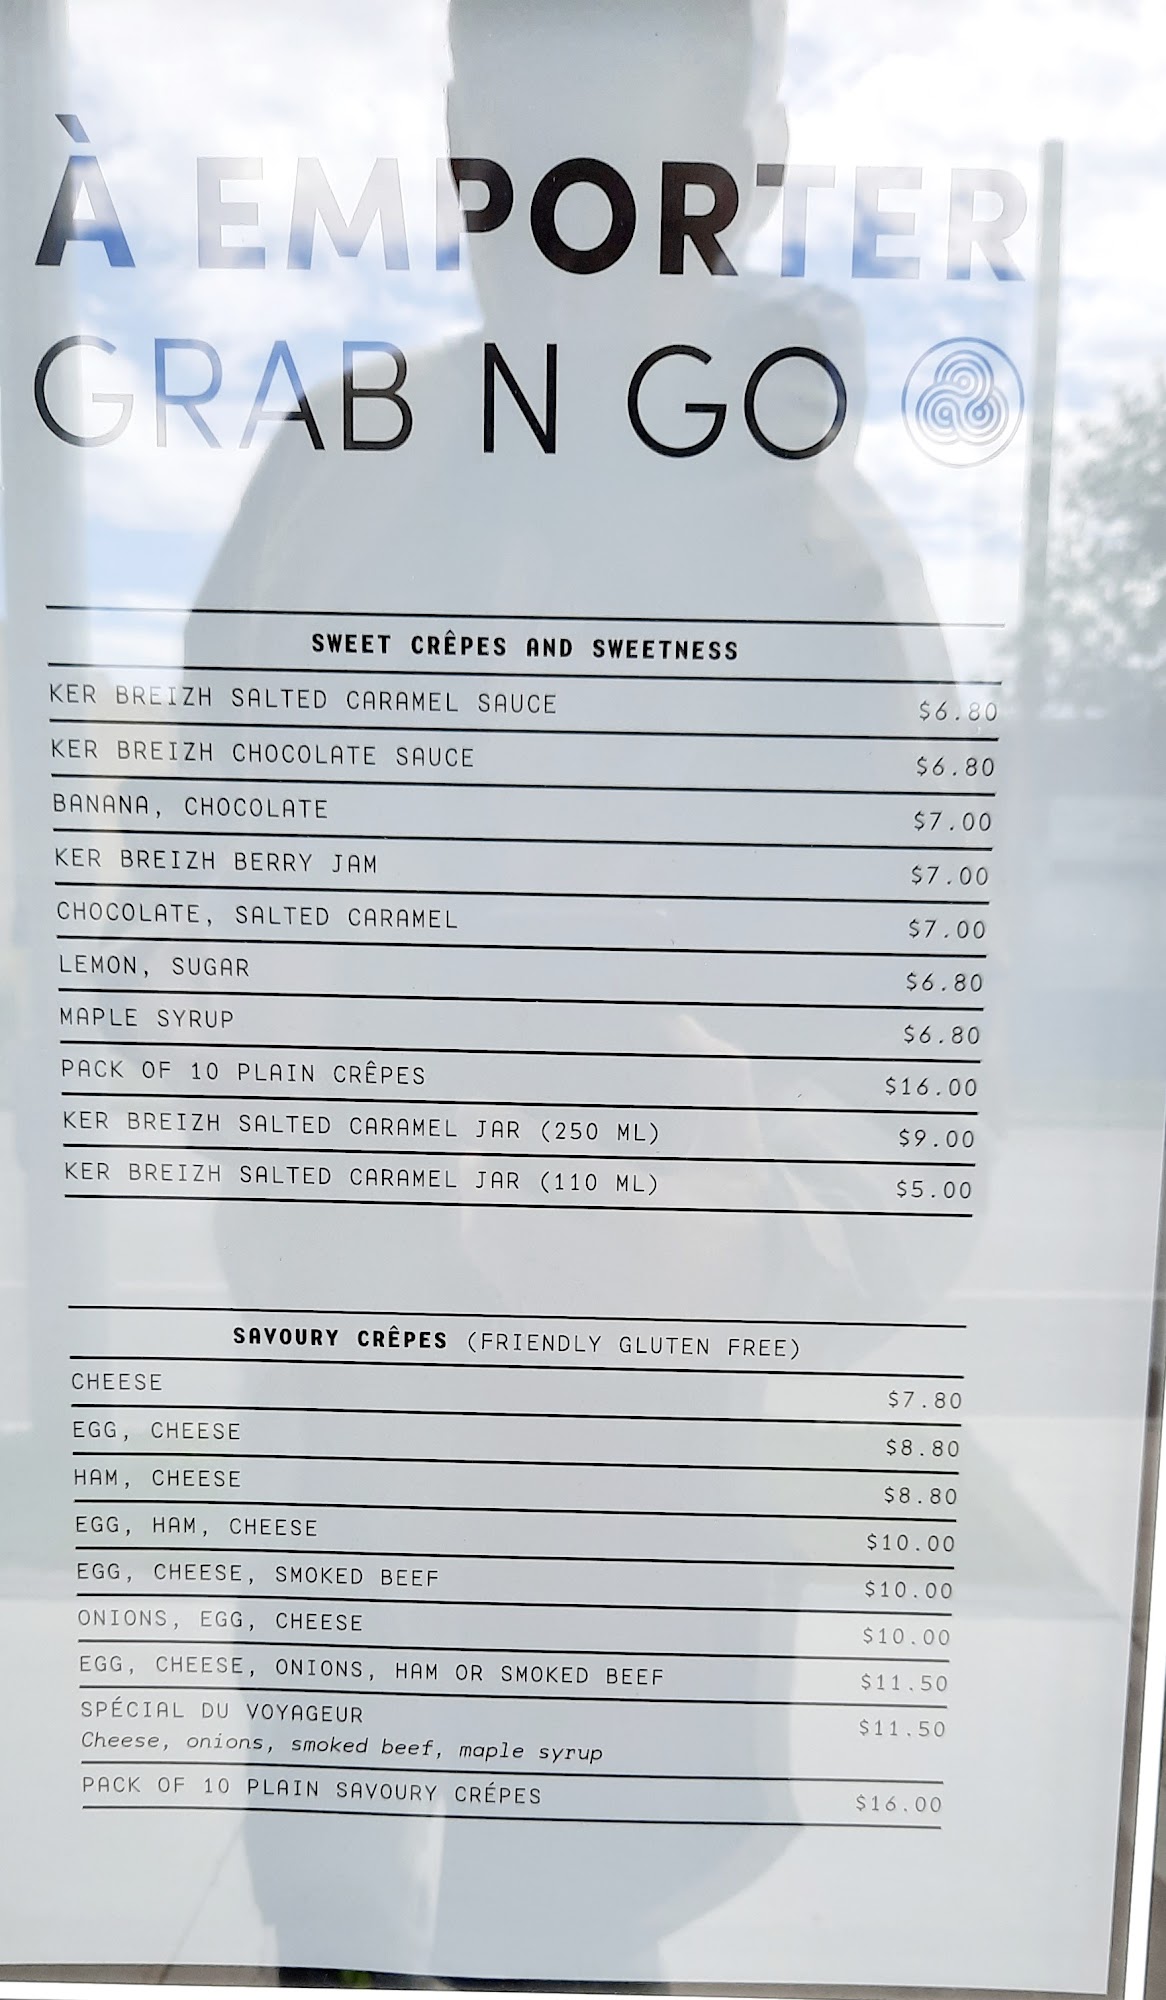 À EMPORTER
GRAB N GO
SWEET CRÊPES AND SWEETNESS
KER BREIZH SALTED CARAMEL SAUCE $6.80
KER BREIZH CHOCOLATE SAUCE $6.80
BANANA, CHOCOLATE $7.00
KER BREIZH BERRY JAM $7.00
CHOCOLATE, SALTED CARAMEL $7.00
LEMON, SUGAR $6.80
MAPLE SYRUP $6.80
PACK OF 10 PLAIN CRÊPES $16.00
KER BREIZH SALTED CARAMEL JAR (250 ML) $9.00
KER BREIZH SALTED CARAMEL JAR (110 ML) $5.00
SAVOURY CRÊPES (FRIENDLY GLUTEN FREE)
CHEESE $7.80
EGG, CHEESE $8.80
HAM, CHEESE $8.80
EGG, HAM, CHEESE $10.00
EGG, CHEESE, SMOKED BEEF $10.00
ONIONS, EGG, CHEESE $10.00
EGG, CHEESE, ONIONS, HAM OR SMOKED BEEF $11.50
SPÉCIAL DU VOYAGEUR $11.50
Cheese, onions, smoked beef, maple syrup
PACK OF 10 PLAIN SAVOURY CRÉPES $16.00